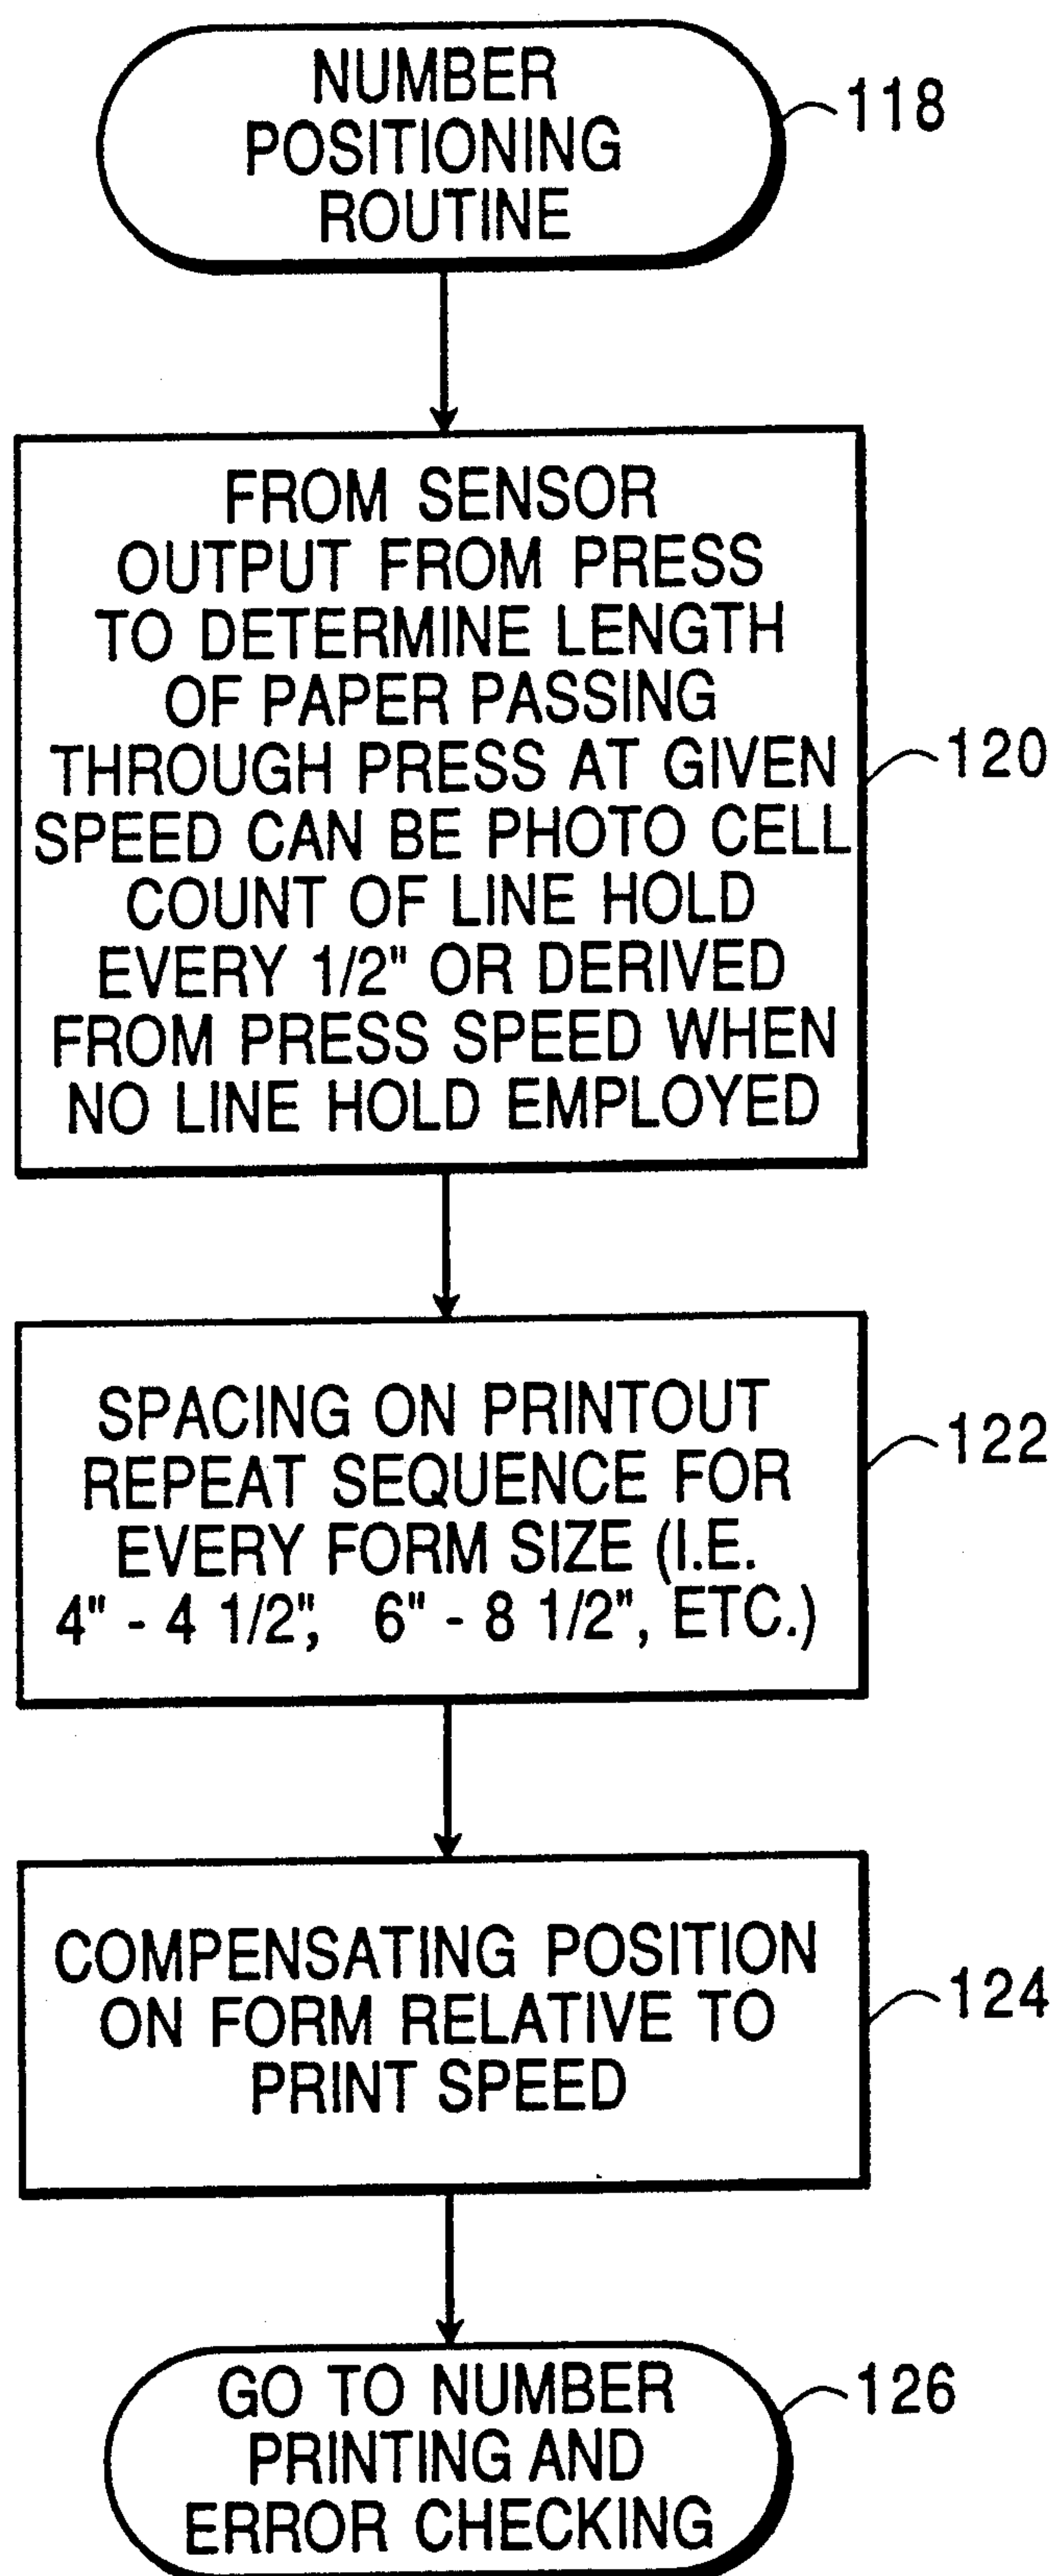 NUMBER
POSITIONING
ROUTINE
118
FROM SENSOR
OUTPUT FROM PRESS
TO DETERMINE LENGTH
OF PAPER PASSING
THROUGH PRESS AT GIVEN
SPEED CAN BE PHOTO CELL
COUNT OF LINE HOLD
EVERY 1/2" OR DERIVED
FROM PRESS SPEED WHEN
NO LINE HOLD EMPLOYED
120
SPACING ON PRINTOUT
REPEAT SEQUENCE FOR
EVERY FORM SIZE (I.E.
4" - 4 1/2", 6" - 8 1/2", ETC.)
122
COMPENSATING POSITION
ON FORM RELATIVE TO
PRINT SPEED
124
GO TO NUMBER
PRINTING AND
ERROR CHECKING
126